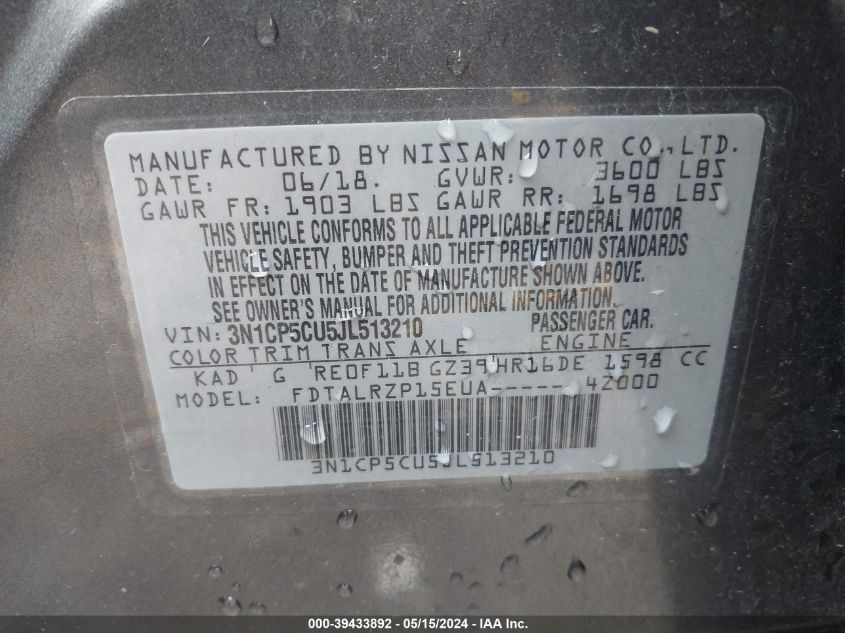 MANUFACTURED BY NISSAN MOTOR CO., LTD.
DATE: 06/18. GVWR: 3600 LBS
GAWR FR: 1903 LBS GAWR RR: 1698 LBS
THIS VEHICLE CONFORMS TO ALL APPLICABLE FEDERAL MOTOR
VEHICLE SAFETY, BUMPER AND THEFT PREVENTION STANDARDS
IN EFFECT ON THE DATE OF MANUFACTURE SHOWN ABOVE.
SEE OWNER'S MANUAL FOR ADDITIONAL INFORMATION.
VIN: 3N1CP5CU5JL513210 PASSENGER CAR.
COLOR TRIM TRANS AXLE ENGINE
KAD G RE0F11B GZ39 HR16DE 1598 CC
MODEL: FDTALRZP15EUA----- 42000
3N1CP5CU5JL513210
000-39433892 - 05/15/2024 - IAA Inc.